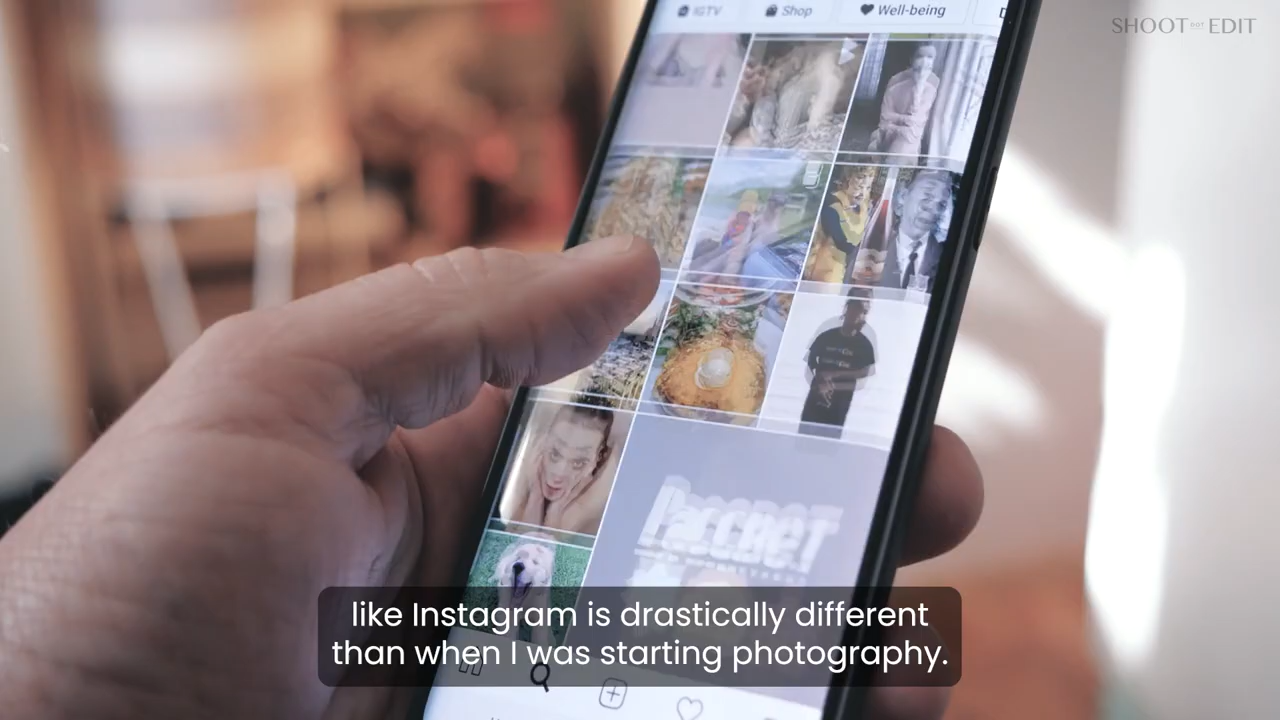 IGTV
Shop
Well-being
SHOOT DOT EDIT
like Instagram is drastically different
than when I was starting photography.